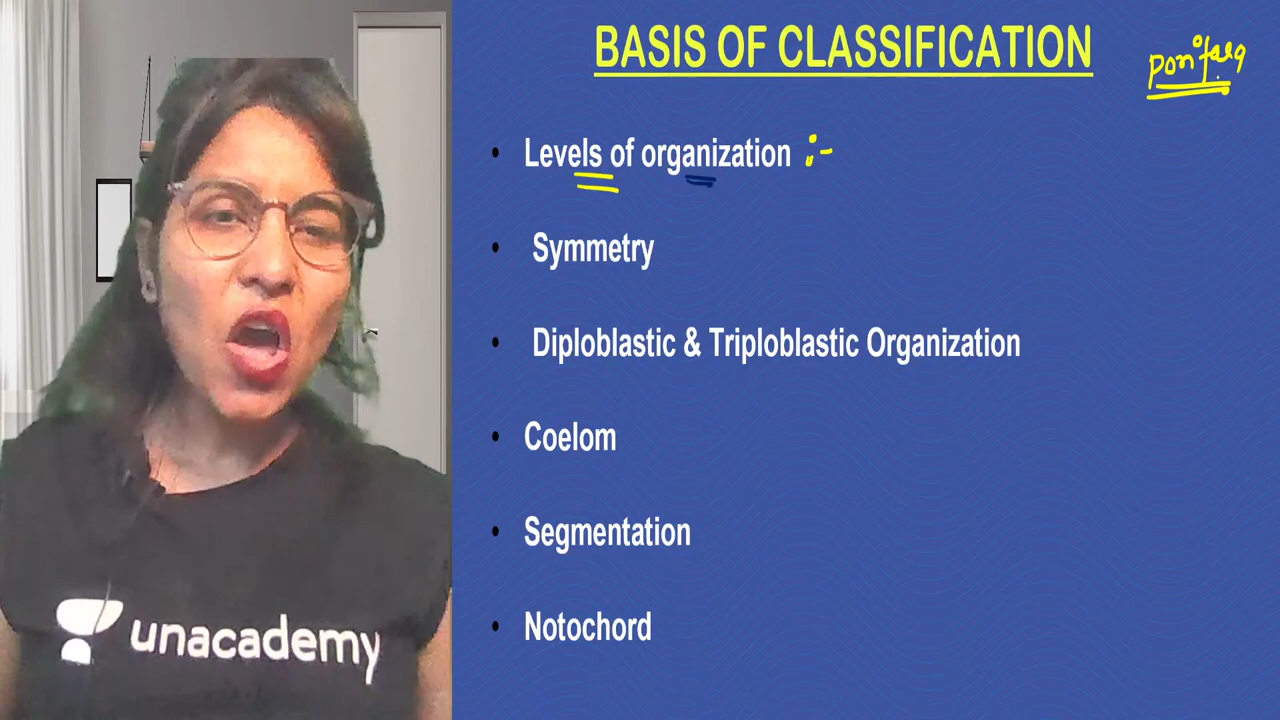 BASIS OF CLASSIFICATION
Porifera
• Levels of organization :-
• Symmetry
• Diploblastic & Triploblastic Organization
• Coelom
• Segmentation
• Notochord
unacademy